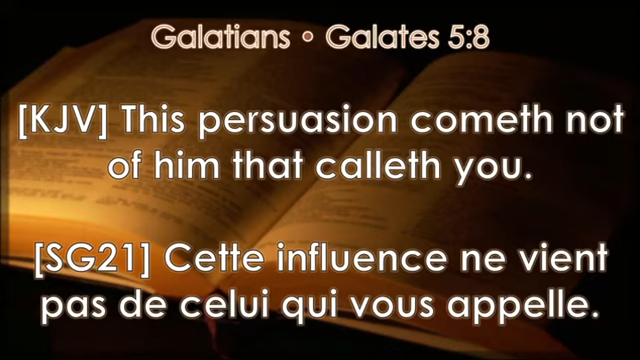 Galatians • Galates 5:8
[KJV] This persuasion cometh not
of him that calleth you.
[SG21] Cette influence ne vient
pas de celui qui vous appelle.